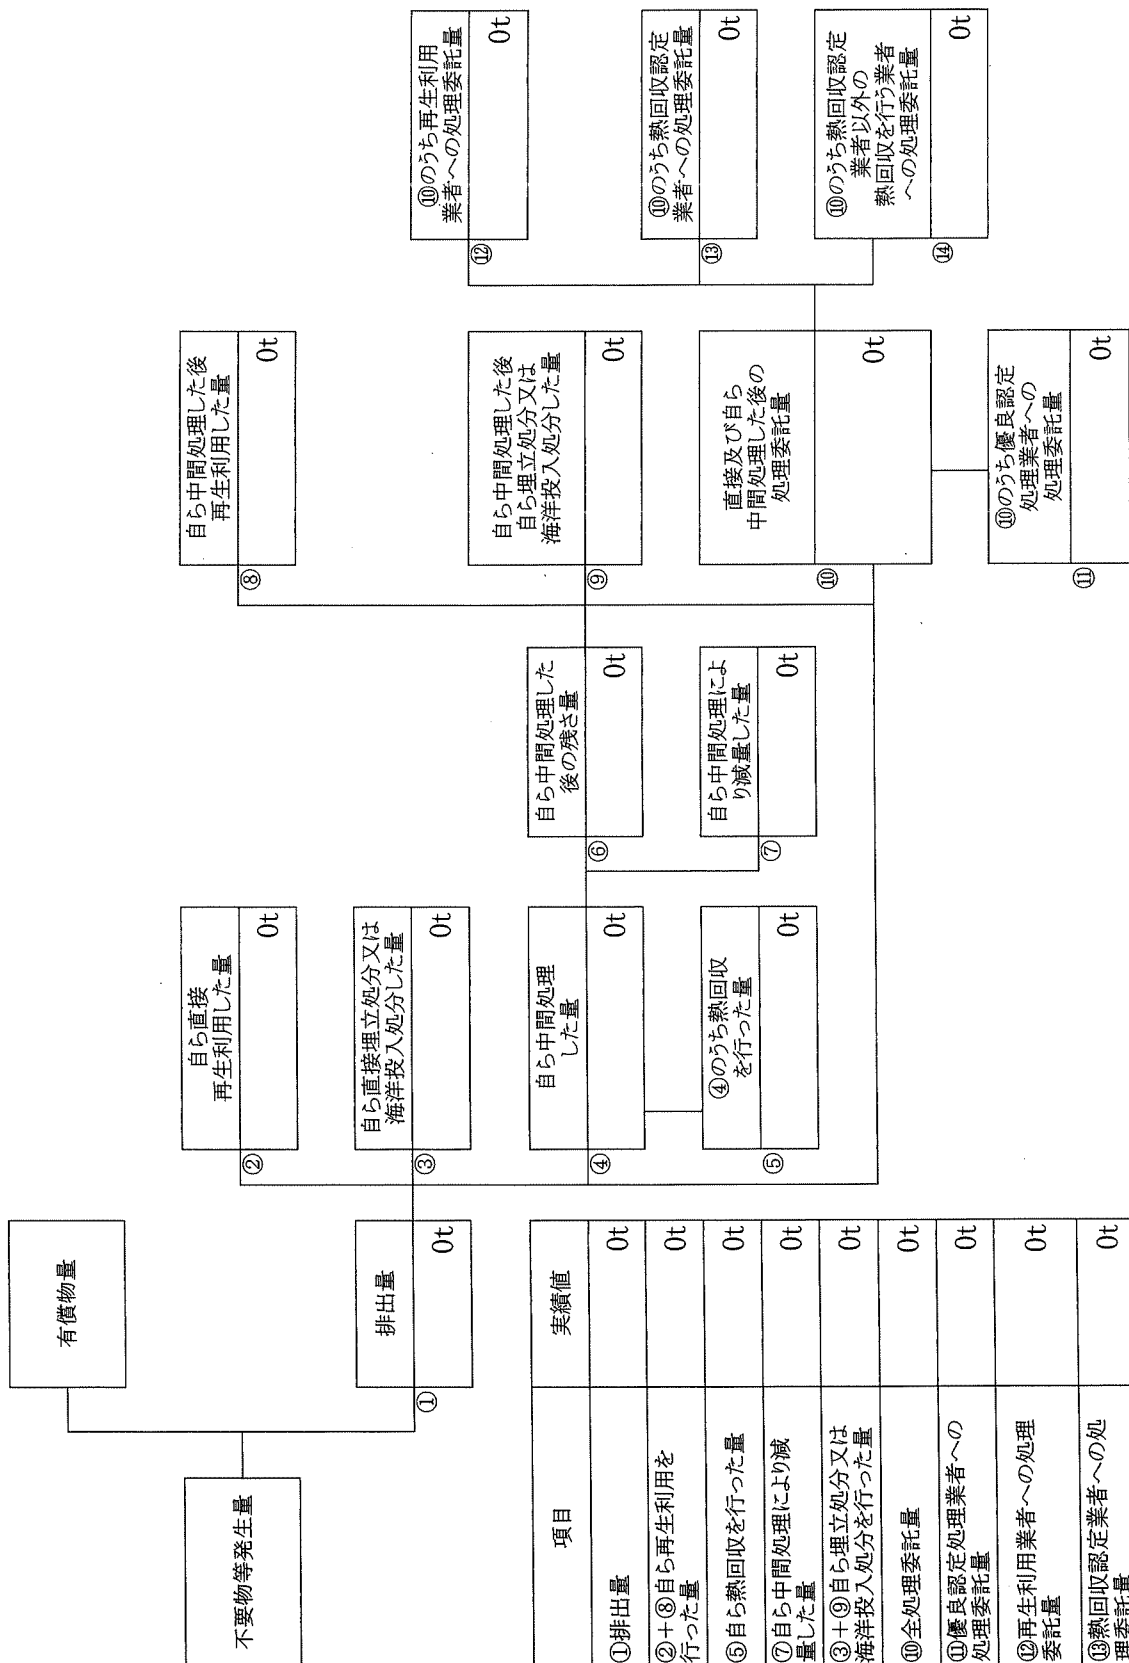 不要物等発生量
有償物量
①
排出量
0t
②
自ら直接
再生利用した量
0t
③
自ら直接埋立処分又は
海洋投入処分した量
0t
④
自ら中間処理
した量
0t
⑤
④のうち熱回収
を行った量
0t
⑥
自ら中間処理した
後の残さ量
0t
⑦
自ら中間処理によ
り減量した量
0t
⑧
自ら中間処理した後
再生利用した量
0t
⑨
自ら中間処理した後
自ら埋立処分又は
海洋投入処分した量
0t
⑩
直接及び自ら
中間処理した後の
処理委託量
0t
⑪
⑩のうち優良認定
処理業者への
処理委託量
0t
⑫
⑩のうち再生利用
業者への処理委託量
0t
⑬
⑩のうち熱回収認定
業者への処理委託量
0t
⑭
⑩のうち熱回収認定
業者以外の
熱回収を行う業者
への処理委託量
0t
項目 実績値
①排出量 0t
②+⑧自ら再生利用を
行った量 0t
⑤自ら熱回収を行った量 0t
⑦自ら中間処理により減
量した量 0t
③+⑨自ら埋立処分又は
海洋投入処分を行った量 0t
⑩全処理委託量 0t
⑪優良認定処理業者への
処理委託量 0t
⑫再生利用業者への処理
委託量 0t
⑬熱回収認定業者への処
理委託量 0t